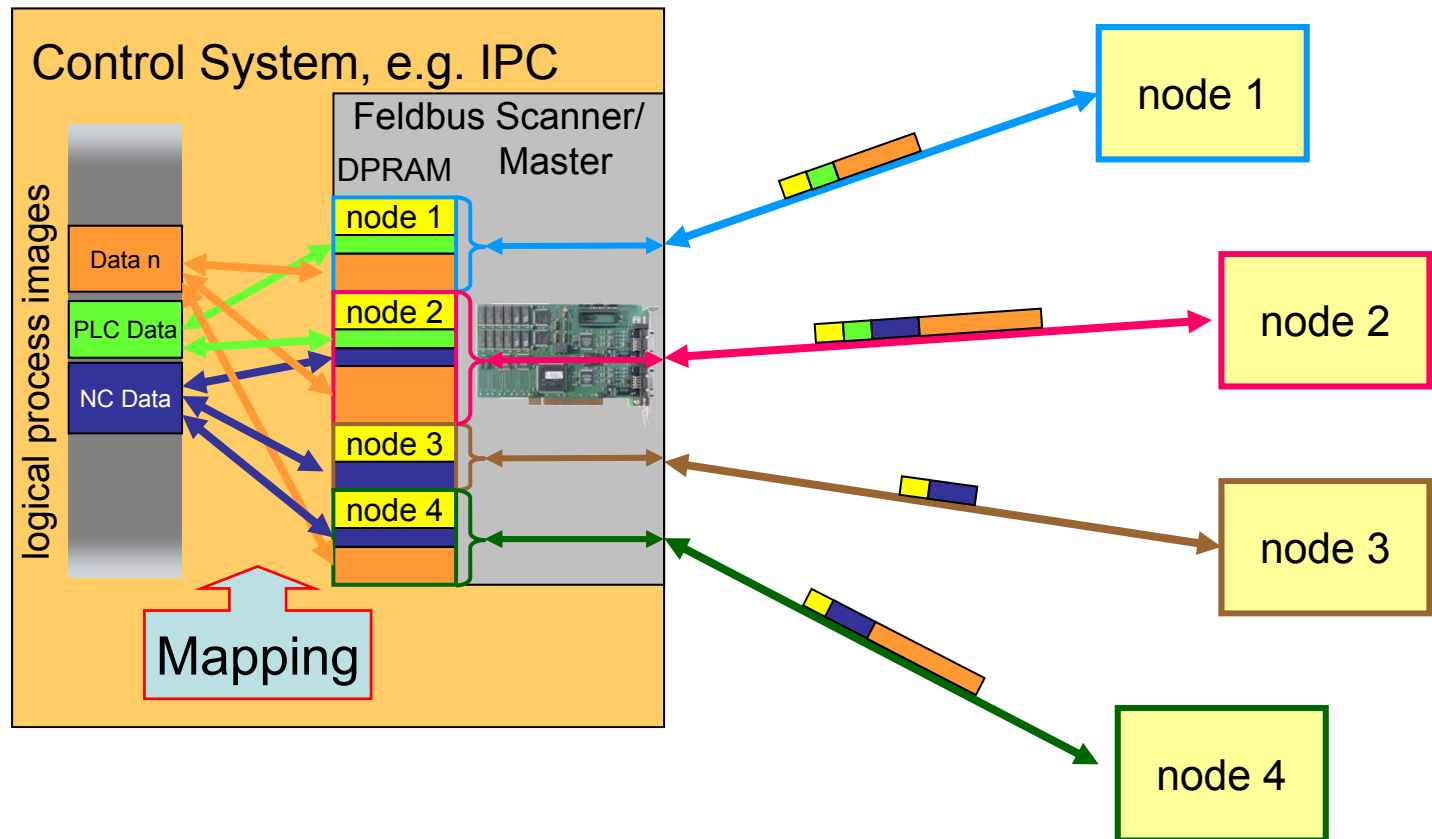 Control System, e.g. IPC
logical process images
Data n
PLC Data
NC Data
Mapping
Feldbus Scanner/
Master
DPRAM
node 1
node 2
node 3
node 4
node 1
node 2
node 3
node 4